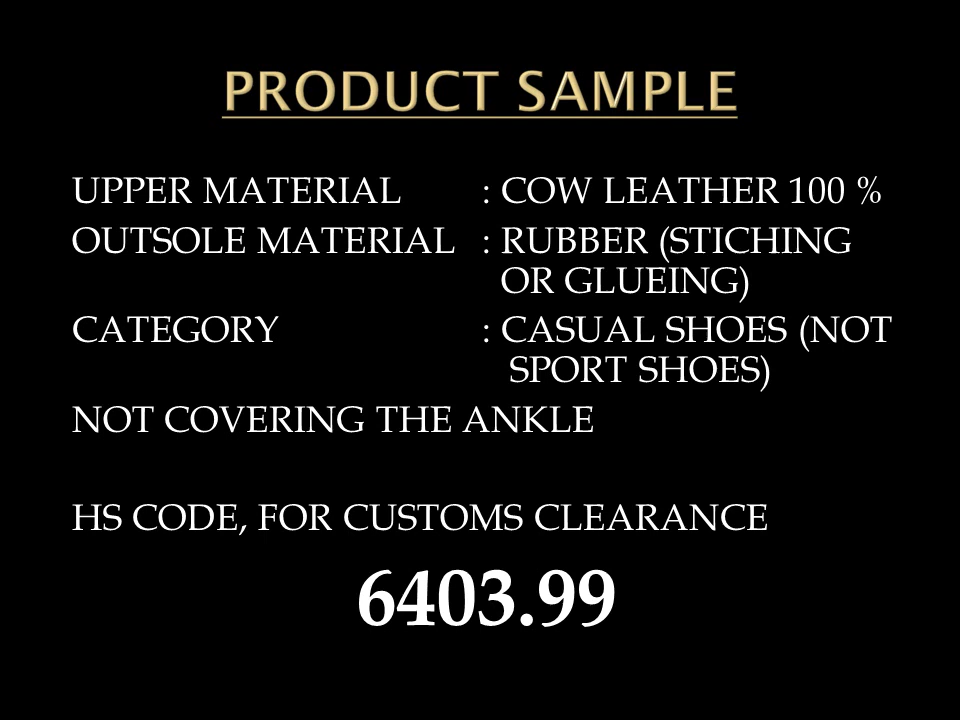 PRODUCT SAMPLE
UPPER MATERIAL : COW LEATHER 100 %
OUTSOLE MATERIAL : RUBBER (STICHING
OR GLUEING)
CATEGORY : CASUAL SHOES (NOT
SPORT SHOES)
NOT COVERING THE ANKLE
HS CODE, FOR CUSTOMS CLEARANCE
6403.99